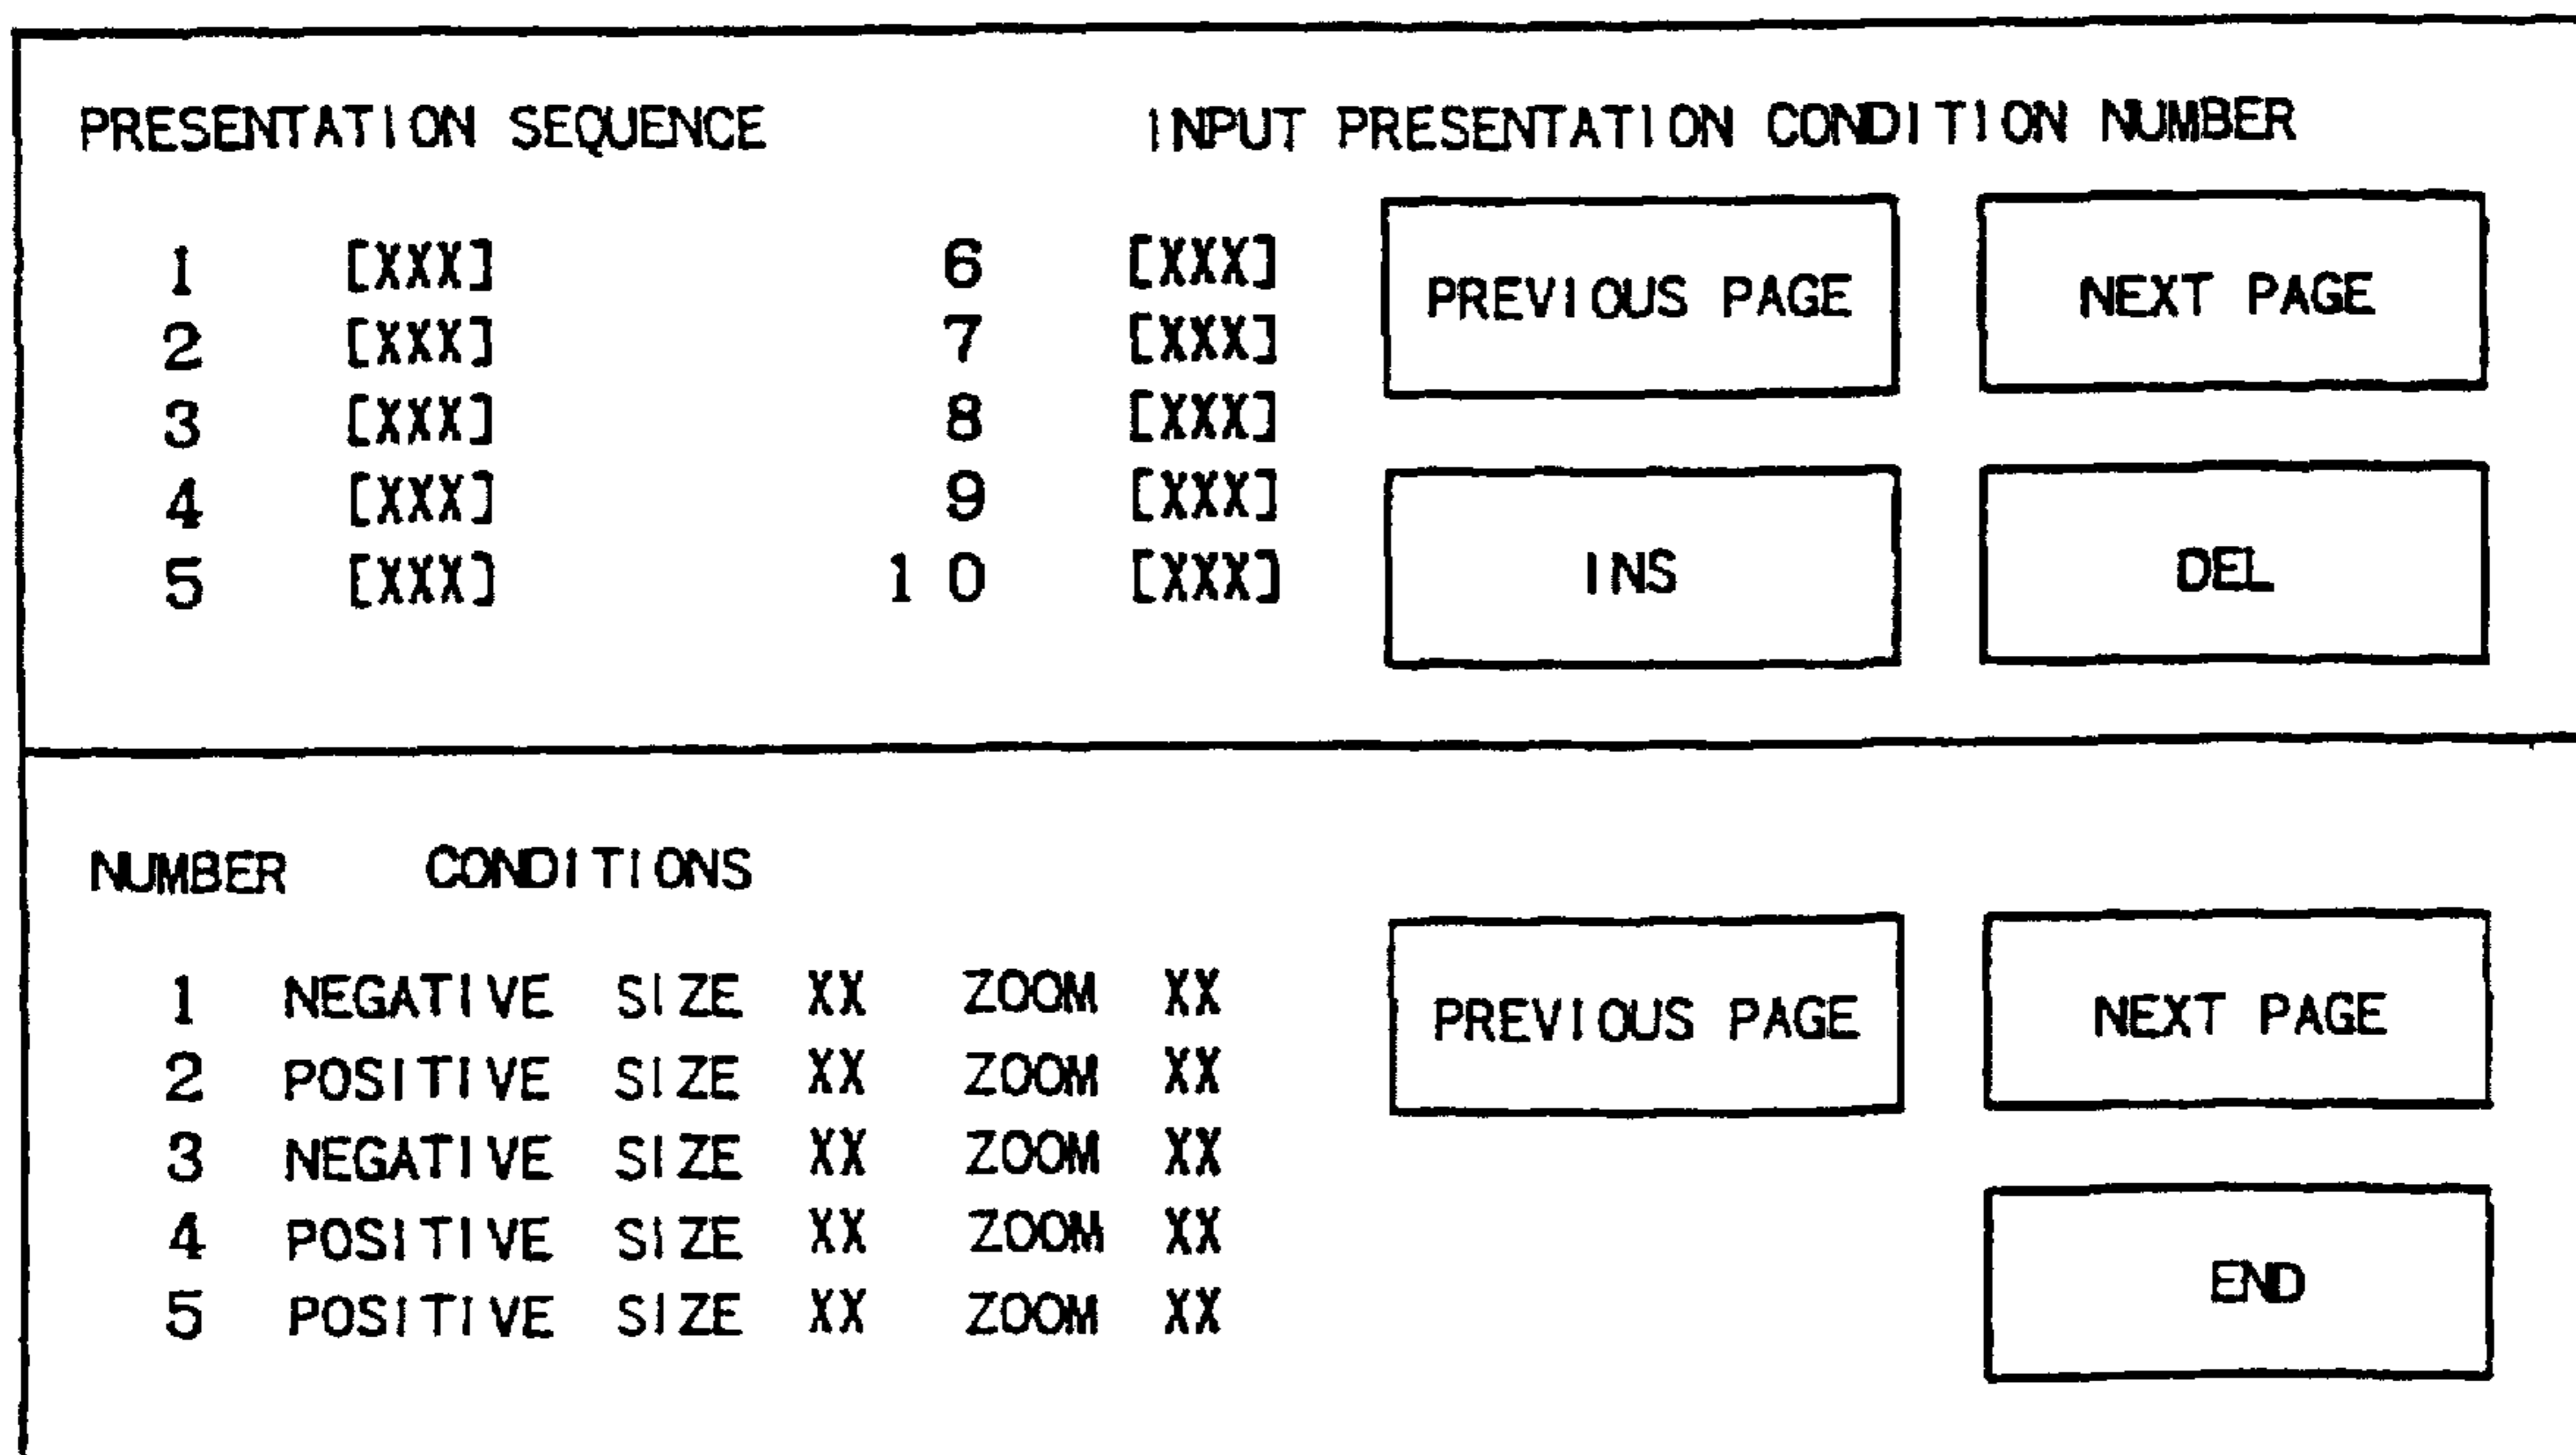 PRESENTATION SEQUENCE INPUT PRESENTATION CONDITION NUMBER
1 [XXX] 6 [XXX]
2 [XXX] 7 [XXX]
3 [XXX] 8 [XXX]
4 [XXX] 9 [XXX]
5 [XXX] 10 [XXX]
PREVIOUS PAGE NEXT PAGE
INS DEL
NUMBER CONDITIONS
1 NEGATIVE SIZE XX ZOOM XX
2 POSITIVE SIZE XX ZOOM XX
3 NEGATIVE SIZE XX ZOOM XX
4 POSITIVE SIZE XX ZOOM XX
5 POSITIVE SIZE XX ZOOM XX
PREVIOUS PAGE NEXT PAGE
END